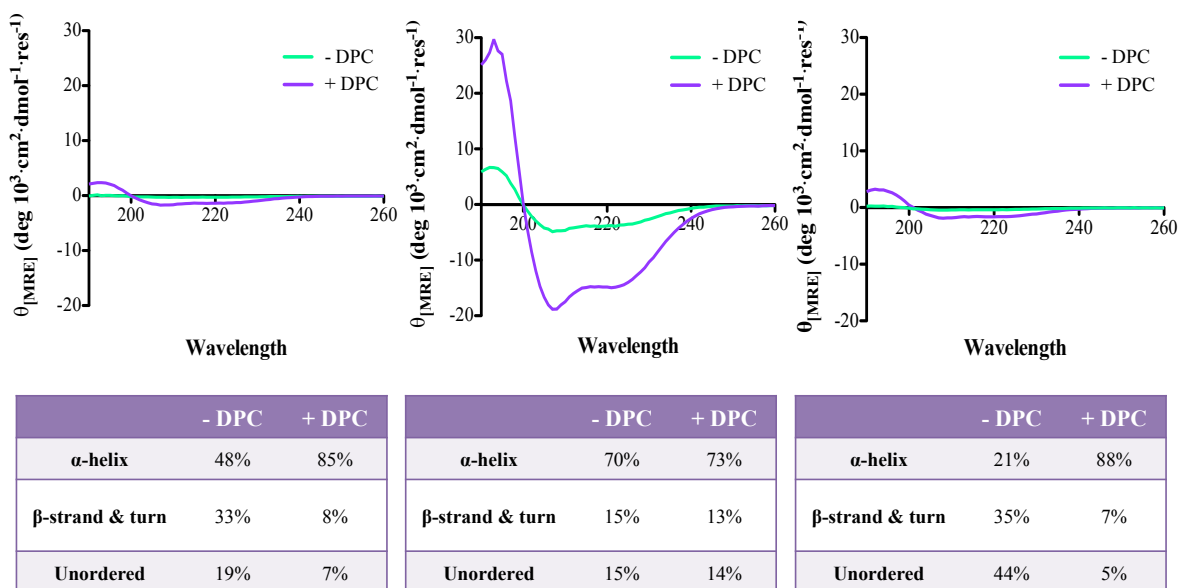 θ[MRE] (deg 10³·cm²·dmol⁻¹·res⁻¹)
30
20
10
0
-10
-20
200
220
240
260
- DPC
+ DPC
Wavelength
θ[MRE] (deg 10³·cm²·dmol⁻¹·res⁻¹)
30
20
10
0
-10
-20
200
220
240
260
- DPC
+ DPC
Wavelength
θ[MRE] (deg 10³·cm²·dmol⁻¹·res⁻¹)
30
20
10
0
-10
-20
200
220
240
260
- DPC
+ DPC
Wavelength
- DPC + DPC
α-helix 48% 85%
β-strand & turn 33% 8%
Unordered 19% 7%
- DPC + DPC
α-helix 70% 73%
β-strand & turn 15% 13%
Unordered 15% 14%
- DPC + DPC
α-helix 21% 88%
β-strand & turn 35% 7%
Unordered 44% 5%